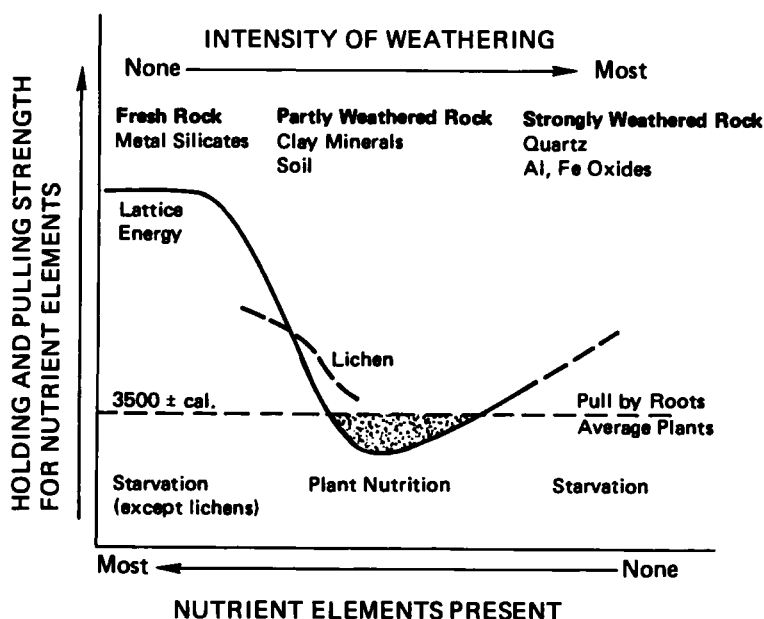 INTENSITY OF WEATHERING
None
Most
Fresh Rock
Metal Silicates
Partly Weathered Rock
Clay Minerals
Soil
Strongly Weathered Rock
Quartz
Al, Fe Oxides
HOLDING AND PULLING STRENGTH
FOR NUTRIENT ELEMENTS
Lattice
Energy
Lichen
3500 ± cal.
Pull by Roots
Average Plants
Starvation
(except lichens)
Plant Nutrition
Starvation
Most
None
NUTRIENT ELEMENTS PRESENT